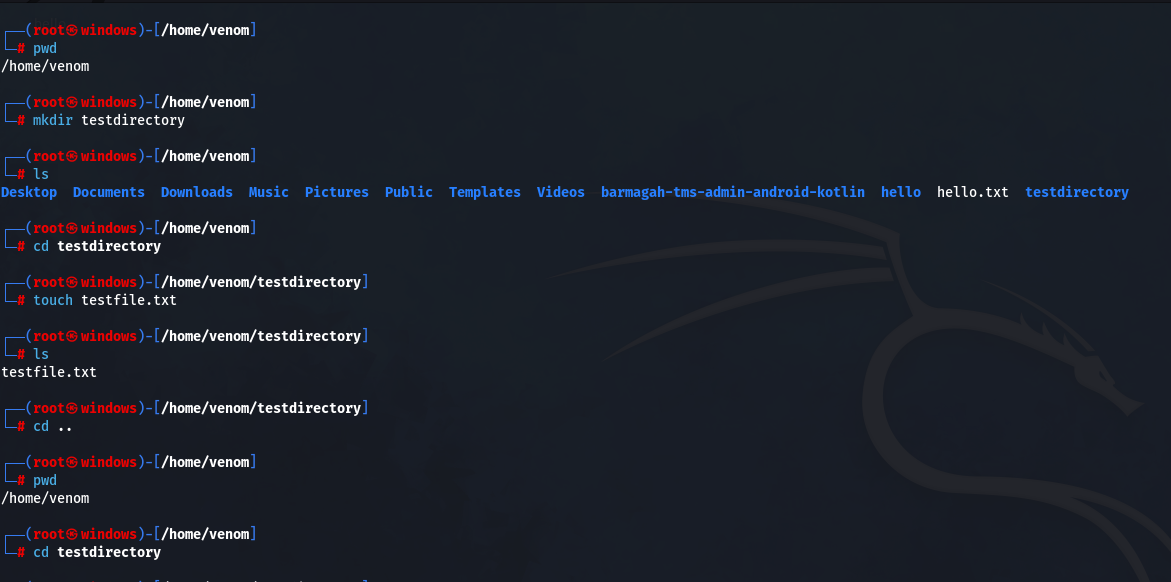 ┌──(root㉿windows)-[/home/venom]
└─# pwd
/home/venom
┌──(root㉿windows)-[/home/venom]
└─# mkdir testdirectory
┌──(root㉿windows)-[/home/venom]
└─# ls
Desktop  Documents  Downloads  Music  Pictures  Public  Templates  Videos  barmagah-tms-admin-android-kotlin  hello  hello.txt  testdirectory
┌──(root㉿windows)-[/home/venom]
└─# cd testdirectory
┌──(root㉿windows)-[/home/venom/testdirectory]
└─# touch testfile.txt
┌──(root㉿windows)-[/home/venom/testdirectory]
└─# ls
testfile.txt
┌──(root㉿windows)-[/home/venom/testdirectory]
└─# cd ..
┌──(root㉿windows)-[/home/venom]
└─# pwd
/home/venom
┌──(root㉿windows)-[/home/venom]
└─# cd testdirectory